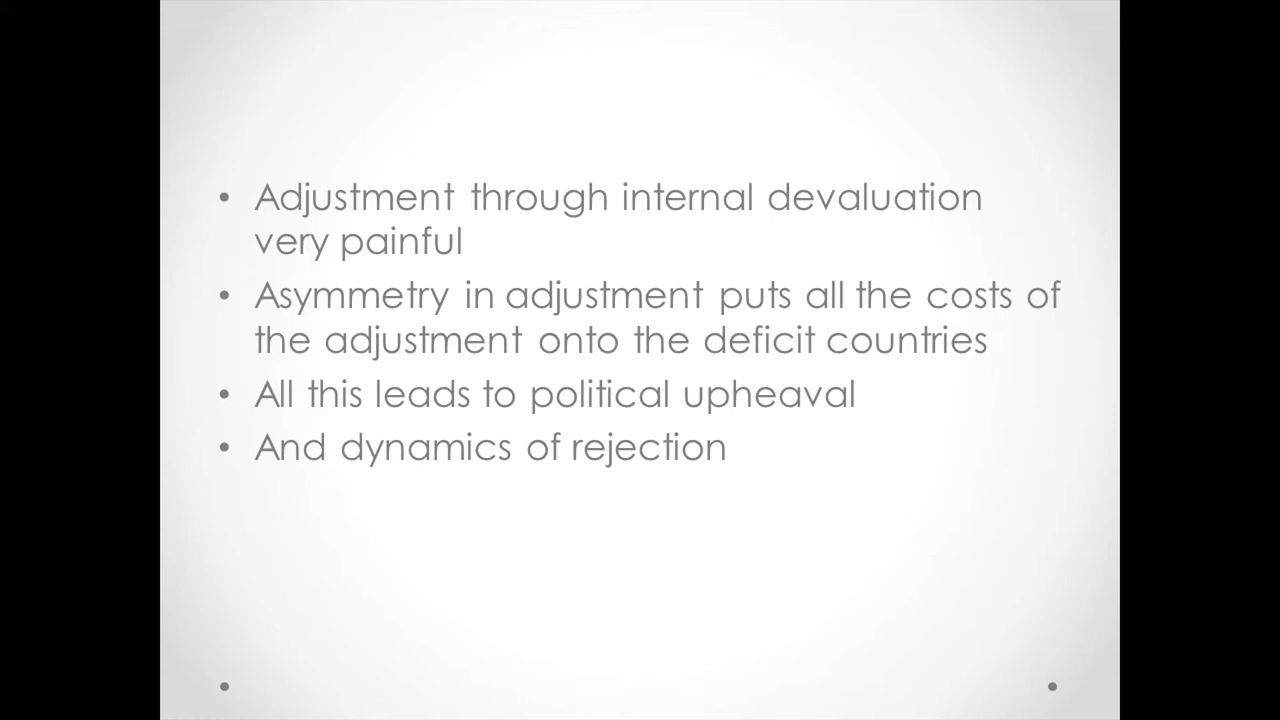 • Adjustment through internal devaluation
very painful
• Asymmetry in adjustment puts all the costs of
the adjustment onto the deficit countries
• All this leads to political upheaval
• And dynamics of rejection